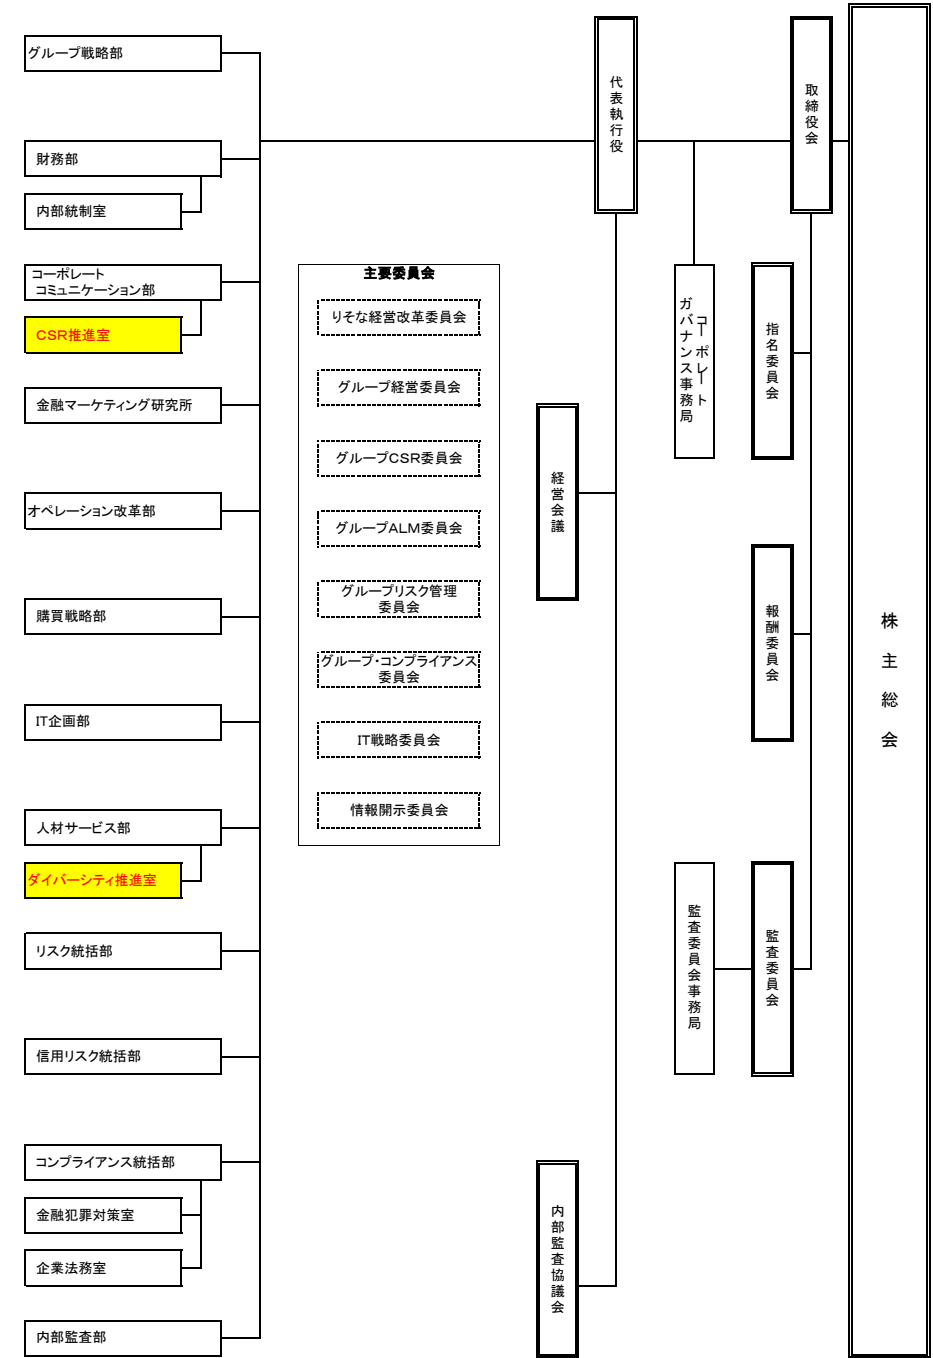 株主総会
取締役会
代表執行役
コーポレート
ガバナンス事務局
指名委員会
報酬委員会
監査委員会
監査委員会事務局
経営会議
内部監査協議会
主要委員会
りそな経営改革委員会
グループ経営委員会
グループCSR委員会
グループALM委員会
グループリスク管理
委員会
グループ・コンプライアンス
委員会
IT戦略委員会
情報開示委員会
グループ戦略部
財務部
内部統制室
コーポレート
コミュニケーション部
CSR推進室
金融マーケティング研究所
オペレーション改革部
購買戦略部
IT企画部
人材サービス部
ダイバーシティ推進室
リスク統括部
信用リスク統括部
コンプライアンス統括部
金融犯罪対策室
企業法務室
内部監査部